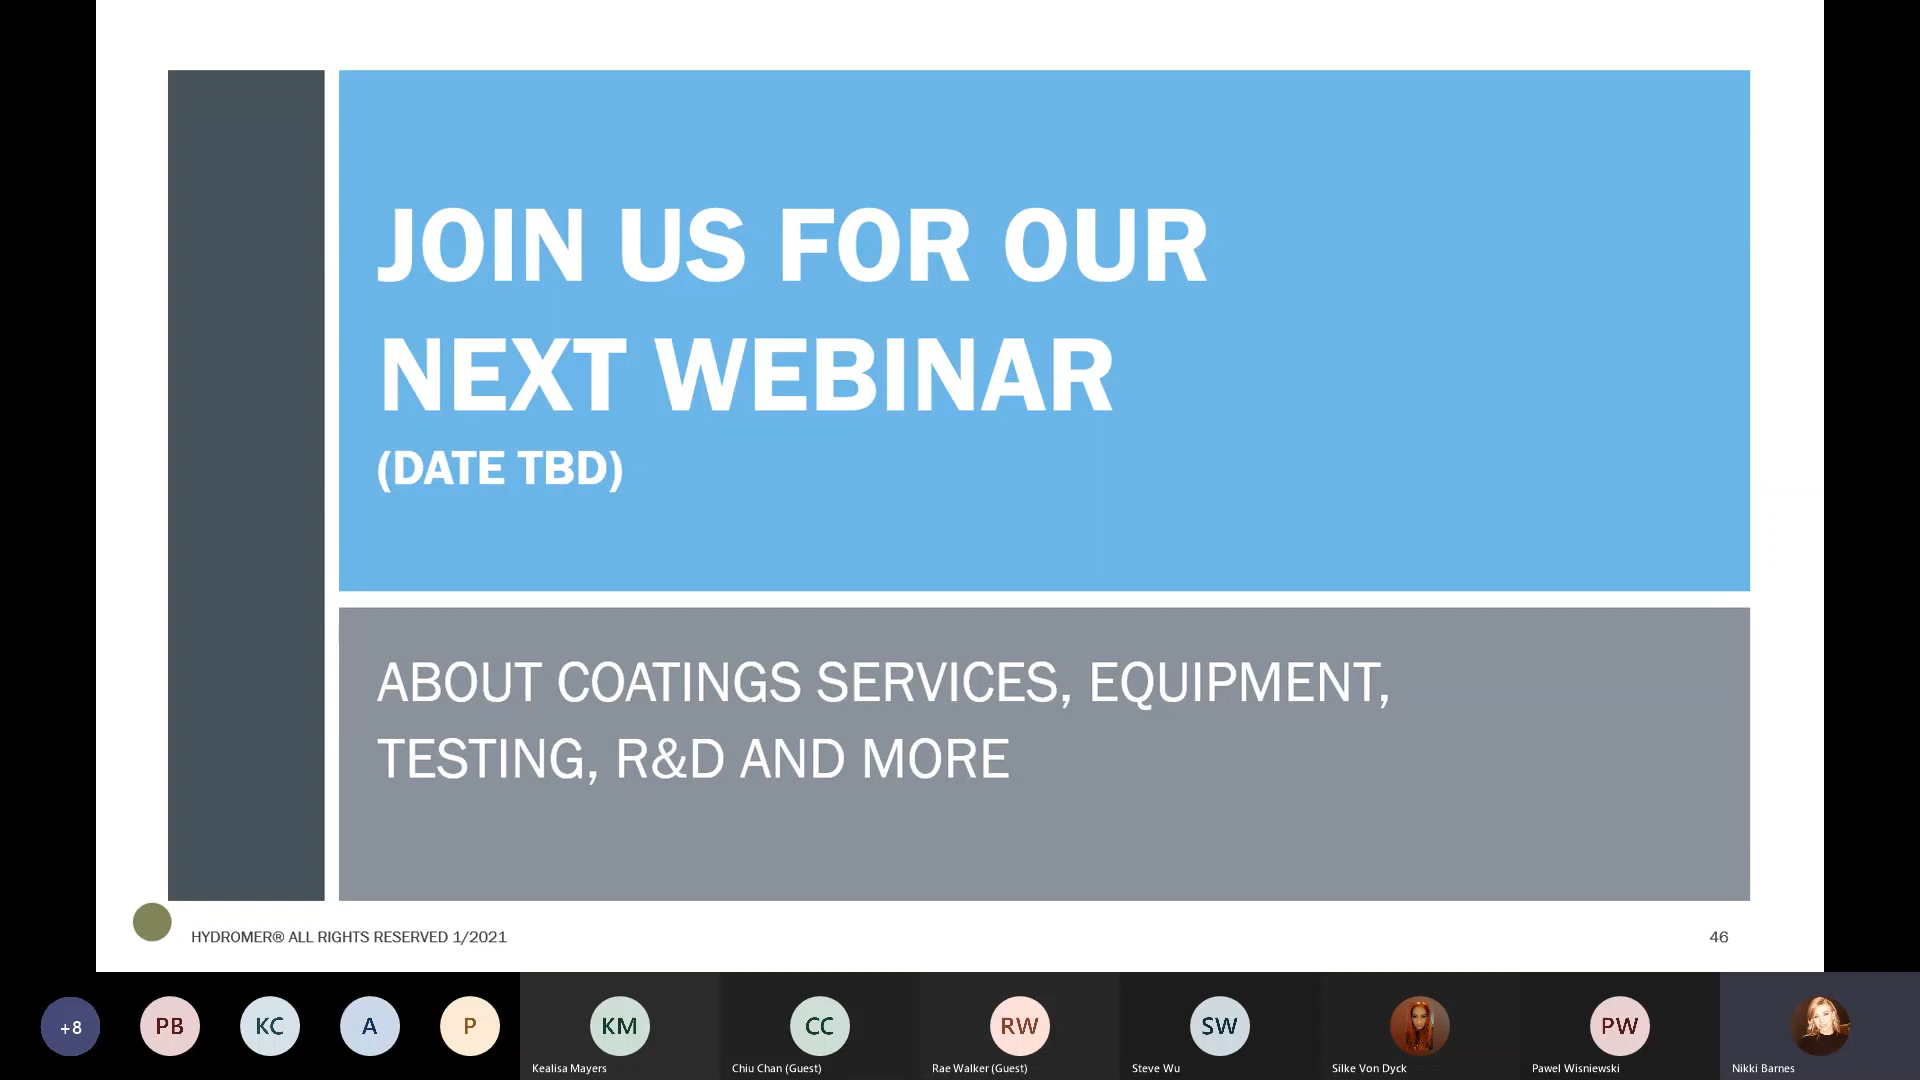 JOIN US FOR OUR
NEXT WEBINAR
(DATE TBD)
ABOUT COATINGS SERVICES, EQUIPMENT,
TESTING, R&D AND MORE
HYDROMER® ALL RIGHTS RESERVED 1/2021
46
+8
PB
KC
A
P
KM
CC
RW
SW
PW
Kealisa Mayers
Chiu Chan (Guest)
Rae Walker (Guest)
Steve Wu
Silke Von Dyck
Pawel Wisniewski
Nikki Barnes